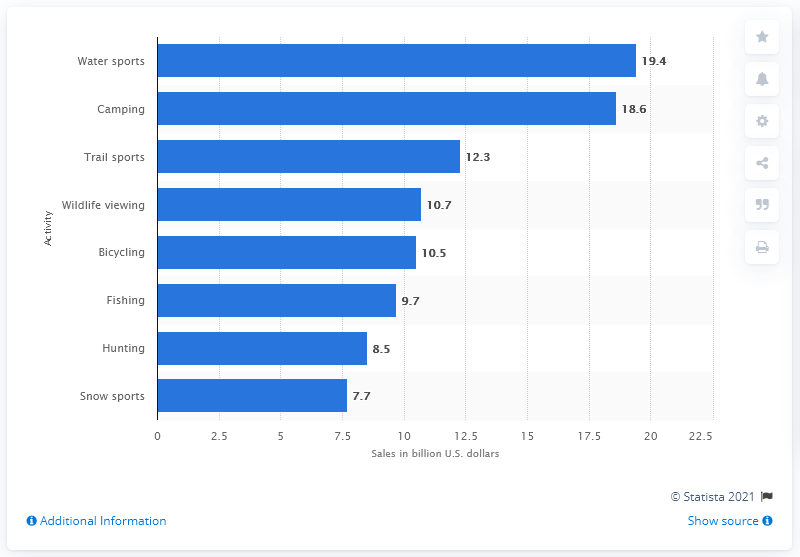 Water sports 19.4
Camping 18.6
Trail sports 12.3
Wildlife viewing 10.7
Bicycling 10.5
Fishing 9.7
Hunting 8.5
Snow sports 7.7
Activity
0 2.5 5 7.5 10 12.5 15 17.5 20 22.5
Sales in billion U.S. dollars
© Statista 2021
Additional Information
Show source